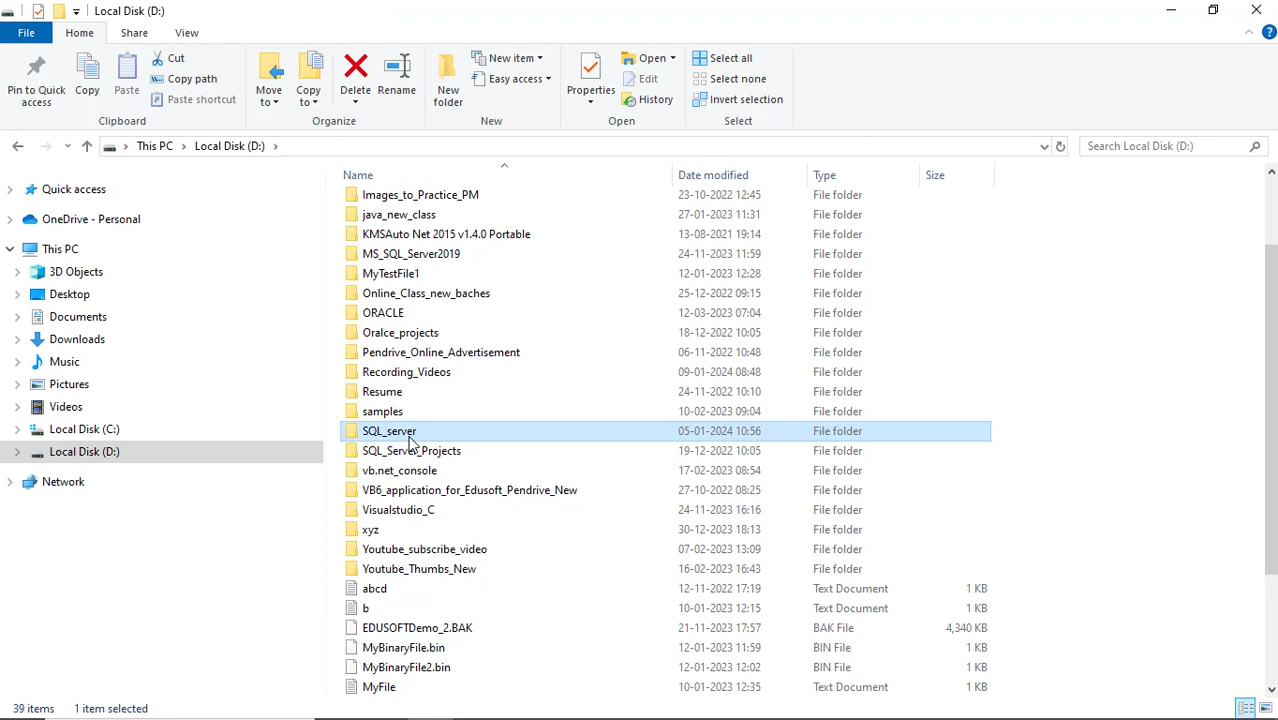 Local Disk (D:)
File Home Share View
Pin to Quick access
Copy
Paste
Cut
Copy path
Paste shortcut
Clipboard
Move to
Copy to
Delete
Rename
Organize
New folder
New item
Easy access
New
Properties
Open
Edit
History
Open
Select all
Select none
Invert selection
Select
This PC Local Disk (D:)
Search Local Disk (D:)
Quick access
OneDrive - Personal
This PC
3D Objects
Desktop
Documents
Downloads
Music
Pictures
Videos
Local Disk (C:)
Local Disk (D:)
Network
Name Date modified Type Size
Images_to_Practice_PM 23-10-2022 12:45 File folder
java_new_class 27-01-2023 11:31 File folder
KMSAuto Net 2015 v1.4.0 Portable 13-08-2021 19:14 File folder
MS_SQL_Server2019 24-11-2023 11:59 File folder
MyTestFile1 12-01-2023 12:28 File folder
Online_Class_new_baches 25-12-2022 09:15 File folder
ORACLE 12-03-2023 07:04 File folder
Oralce_projects 18-12-2022 10:05 File folder
Pendrive_Online_Advertisement 06-11-2022 10:48 File folder
Recording_Videos 09-01-2024 08:48 File folder
Resume 24-11-2022 10:10 File folder
samples 10-02-2023 09:04 File folder
SQL_server 05-01-2024 10:56 File folder
SQL_Server_Projects 19-12-2022 10:05 File folder
vb.net_console 17-02-2023 08:54 File folder
VB6_application_for_Edusoft_Pendrive_New 27-10-2022 08:25 File folder
Visualstudio_C 24-11-2023 16:16 File folder
xyz 30-12-2023 18:13 File folder
Youtube_subscribe_video 07-02-2023 13:09 File folder
Youtube_Thumbs_New 16-02-2023 16:43 File folder
abcd 12-11-2022 17:19 Text Document 1 KB
b 10-01-2023 12:15 Text Document 1 KB
EDUSOFTDemo_2.BAK 21-11-2023 17:57 BAK File 4,340 KB
MyBinaryFile.bin 12-01-2023 11:59 BIN File 1 KB
MyBinaryFile2.bin 12-01-2023 12:02 BIN File 1 KB
MyFile 10-01-2023 12:35 Text Document 1 KB
39 items 1 item selected